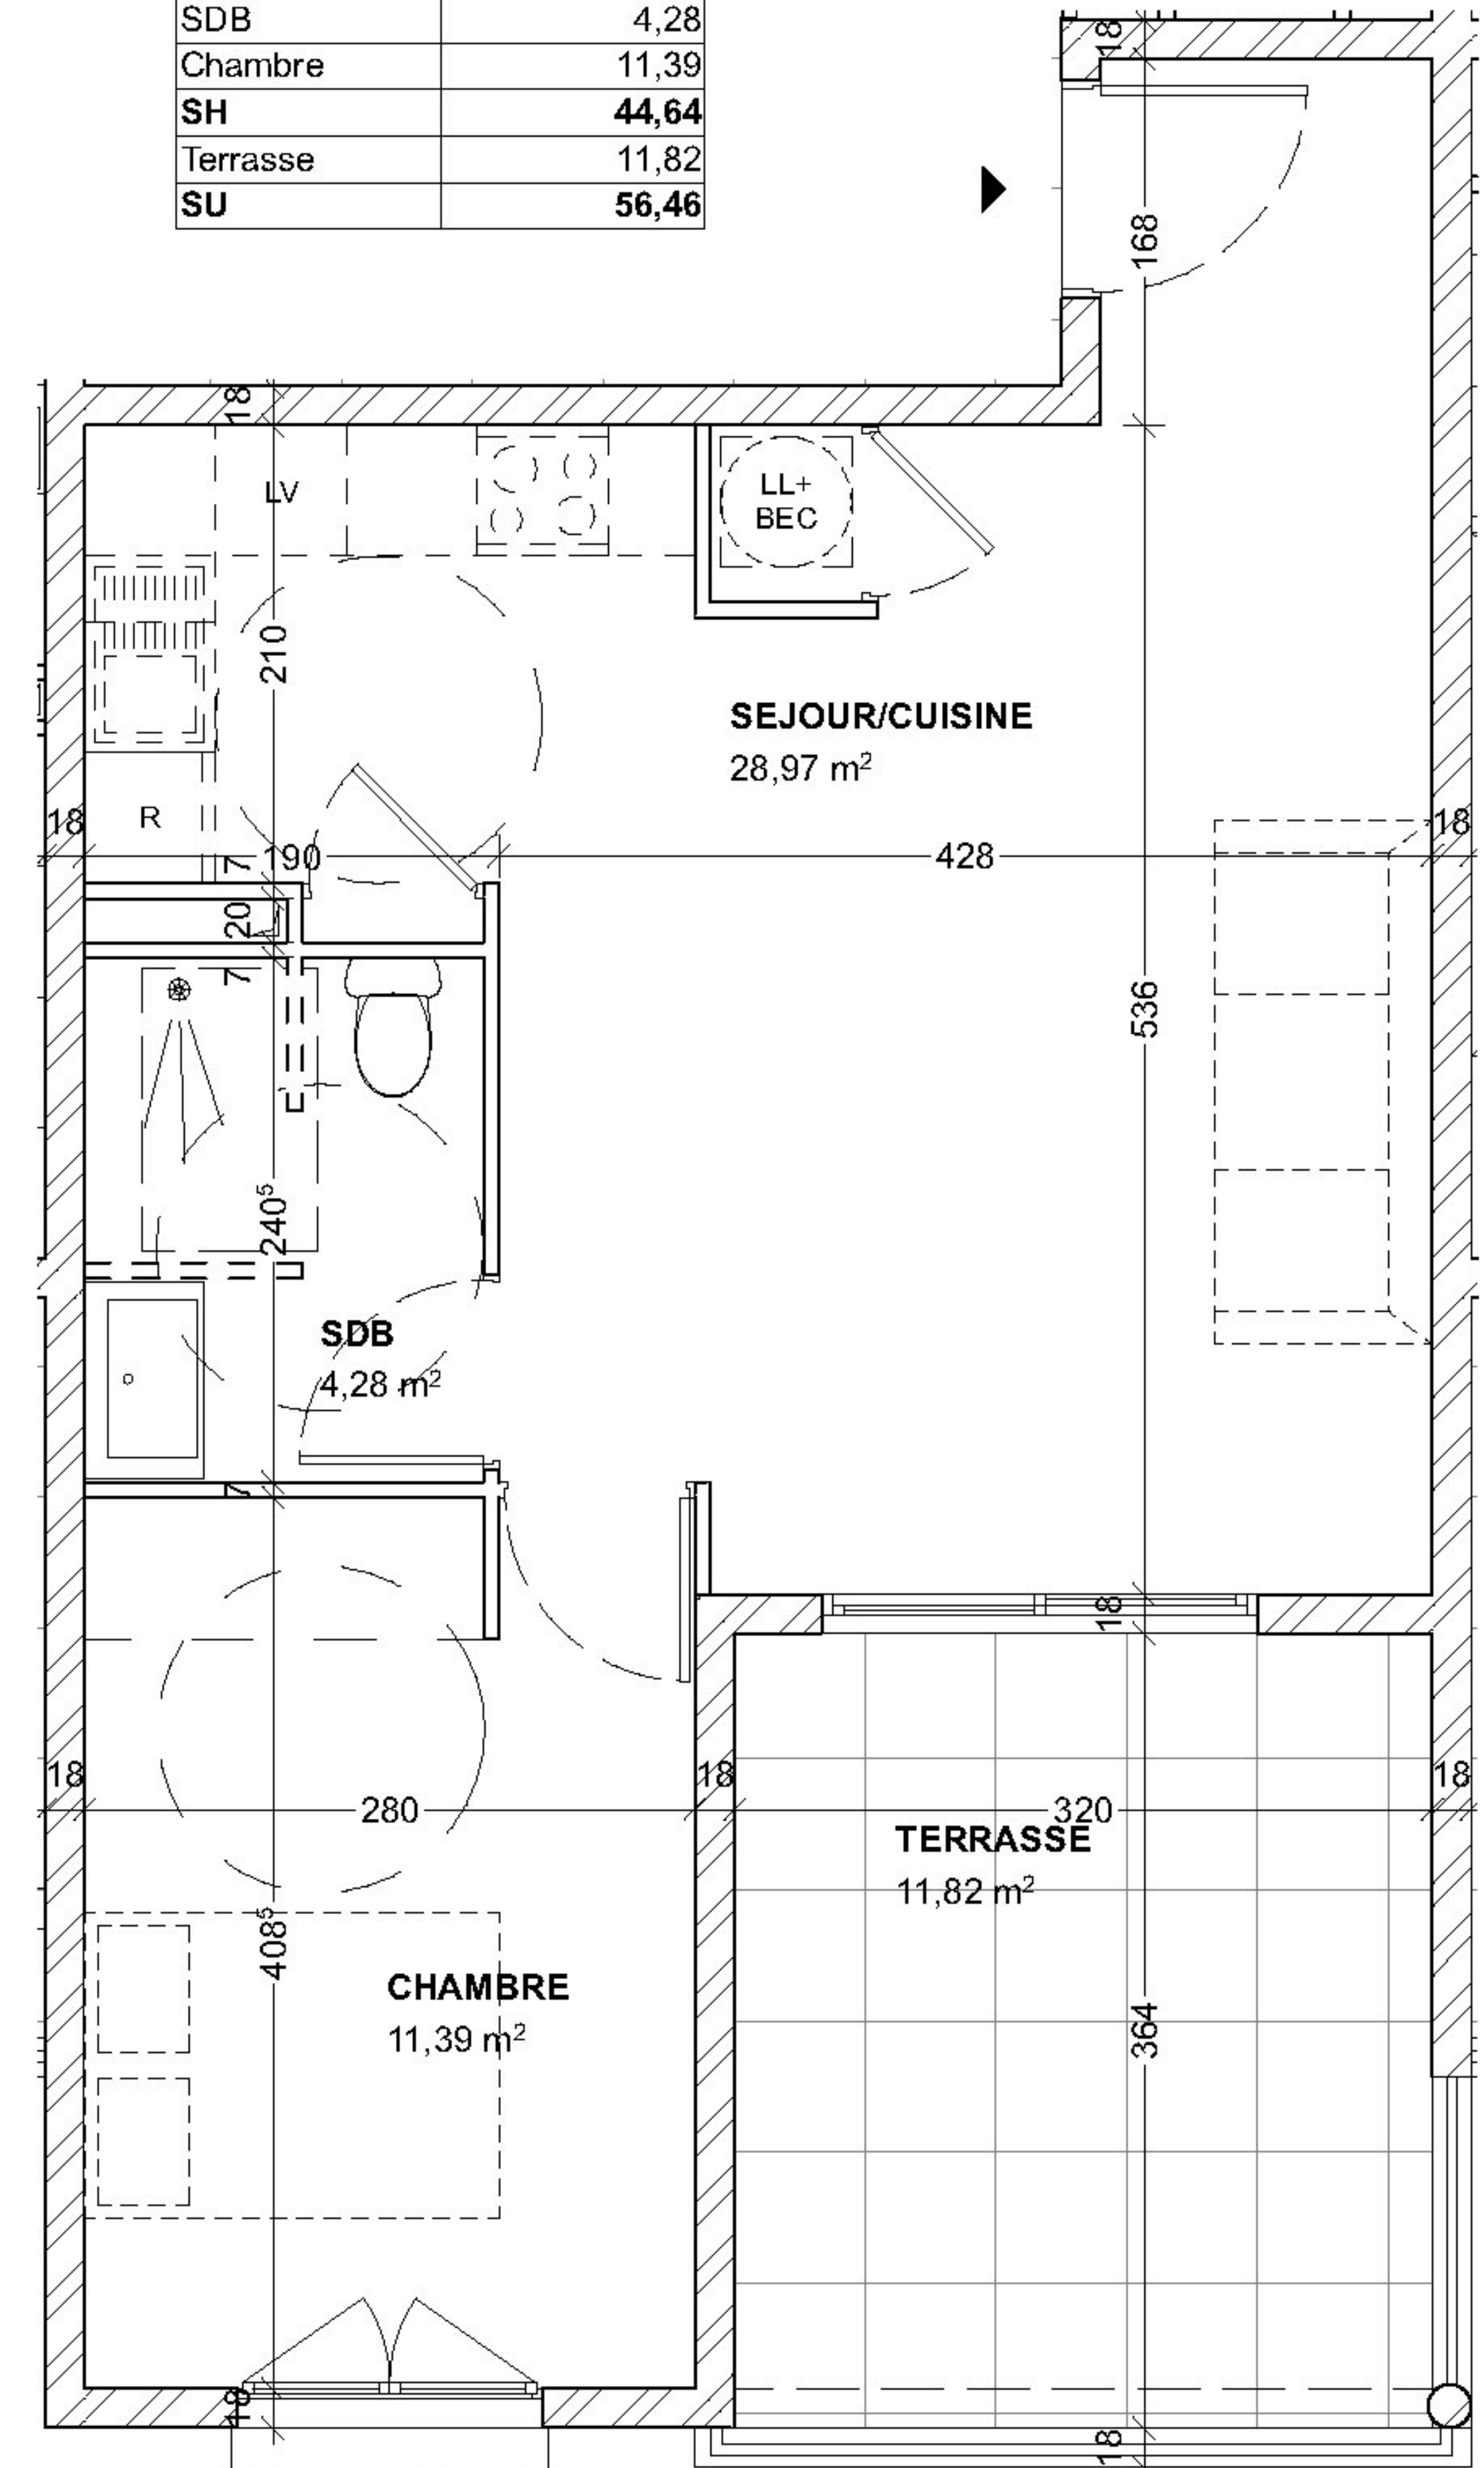 SDB 4,28
Chambre 11,39
SH 44,64
Terrasse 11,82
SU 56,46
18
168
18
LV
LL+
BEC
210
SEJOUR/CUISINE
28,97 m²
R
18
18
7
190
428
20
7
536
240⁵
SDB
4,28 m²
7
18
18
18
18
280
320
TERRASSE
11,82 m²
408⁵
CHAMBRE
11,39 m²
364
18
18